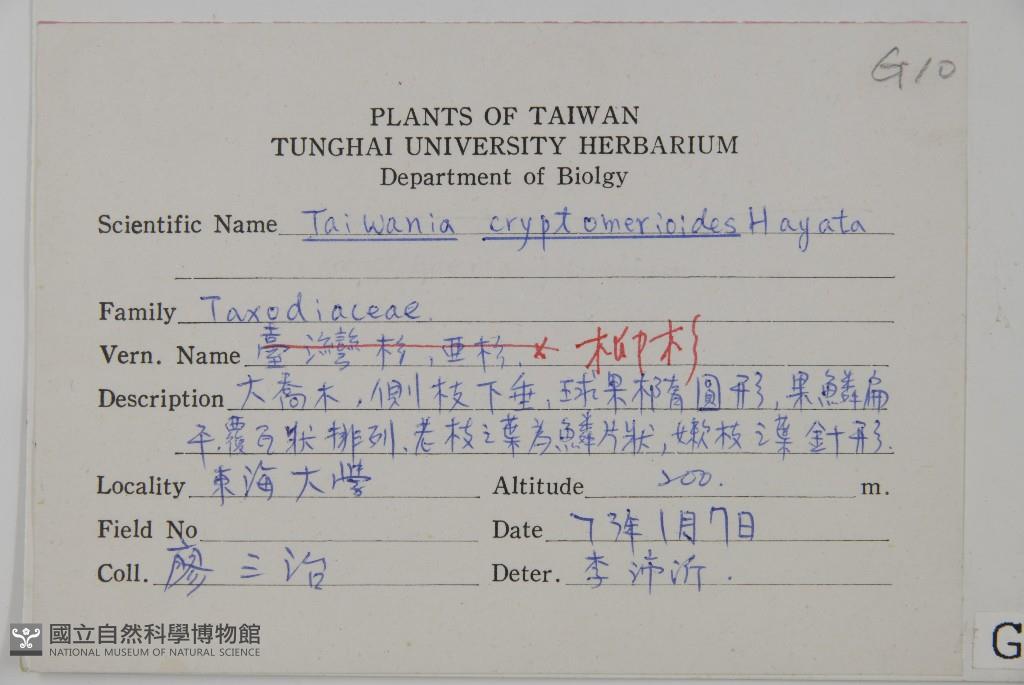 G10
PLANTS OF TAIWAN
TUNGHAI UNIVERSITY HERBARIUM
Department of Biolgy
Scientific Name Taiwania cryptomerioides Hayata
Family Taxodiaceae.
Vern. Name 臺灣杉,亜杉. × 柳杉
Description 大喬木,側枝下垂,球果橢圓形,果鱗扁
平.覆瓦狀排列、老枝之葉為鱗片狀,嫩枝之葉針形.
Locality 東海大學 Altitude 200. m.
Field No Date 73年1月7日
Coll. 廖三治 Deter. 李沛沂.
國立自然科學博物館
NATIONAL MUSEUM OF NATURAL SCIENCE
G